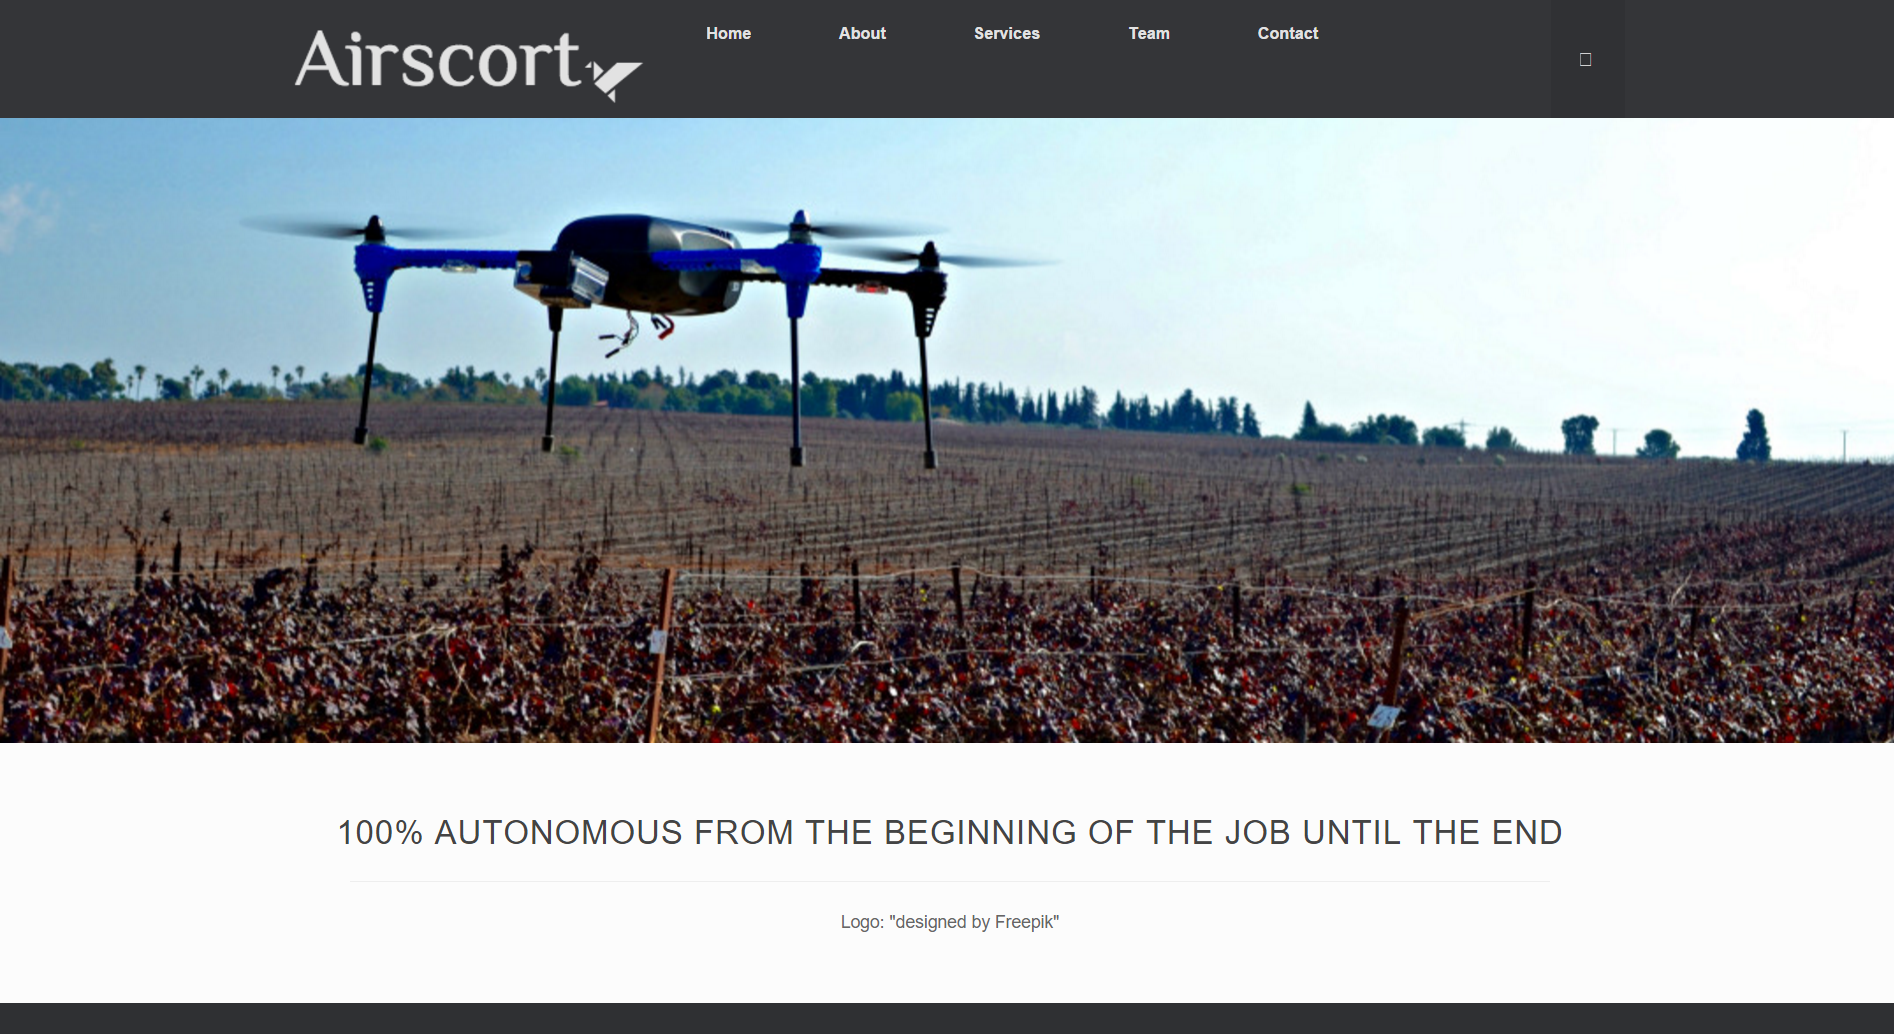 Airscort
Home
About
Services
Team
Contact
100% AUTONOMOUS FROM THE BEGINNING OF THE JOB UNTIL THE END
Logo: "designed by Freepik"